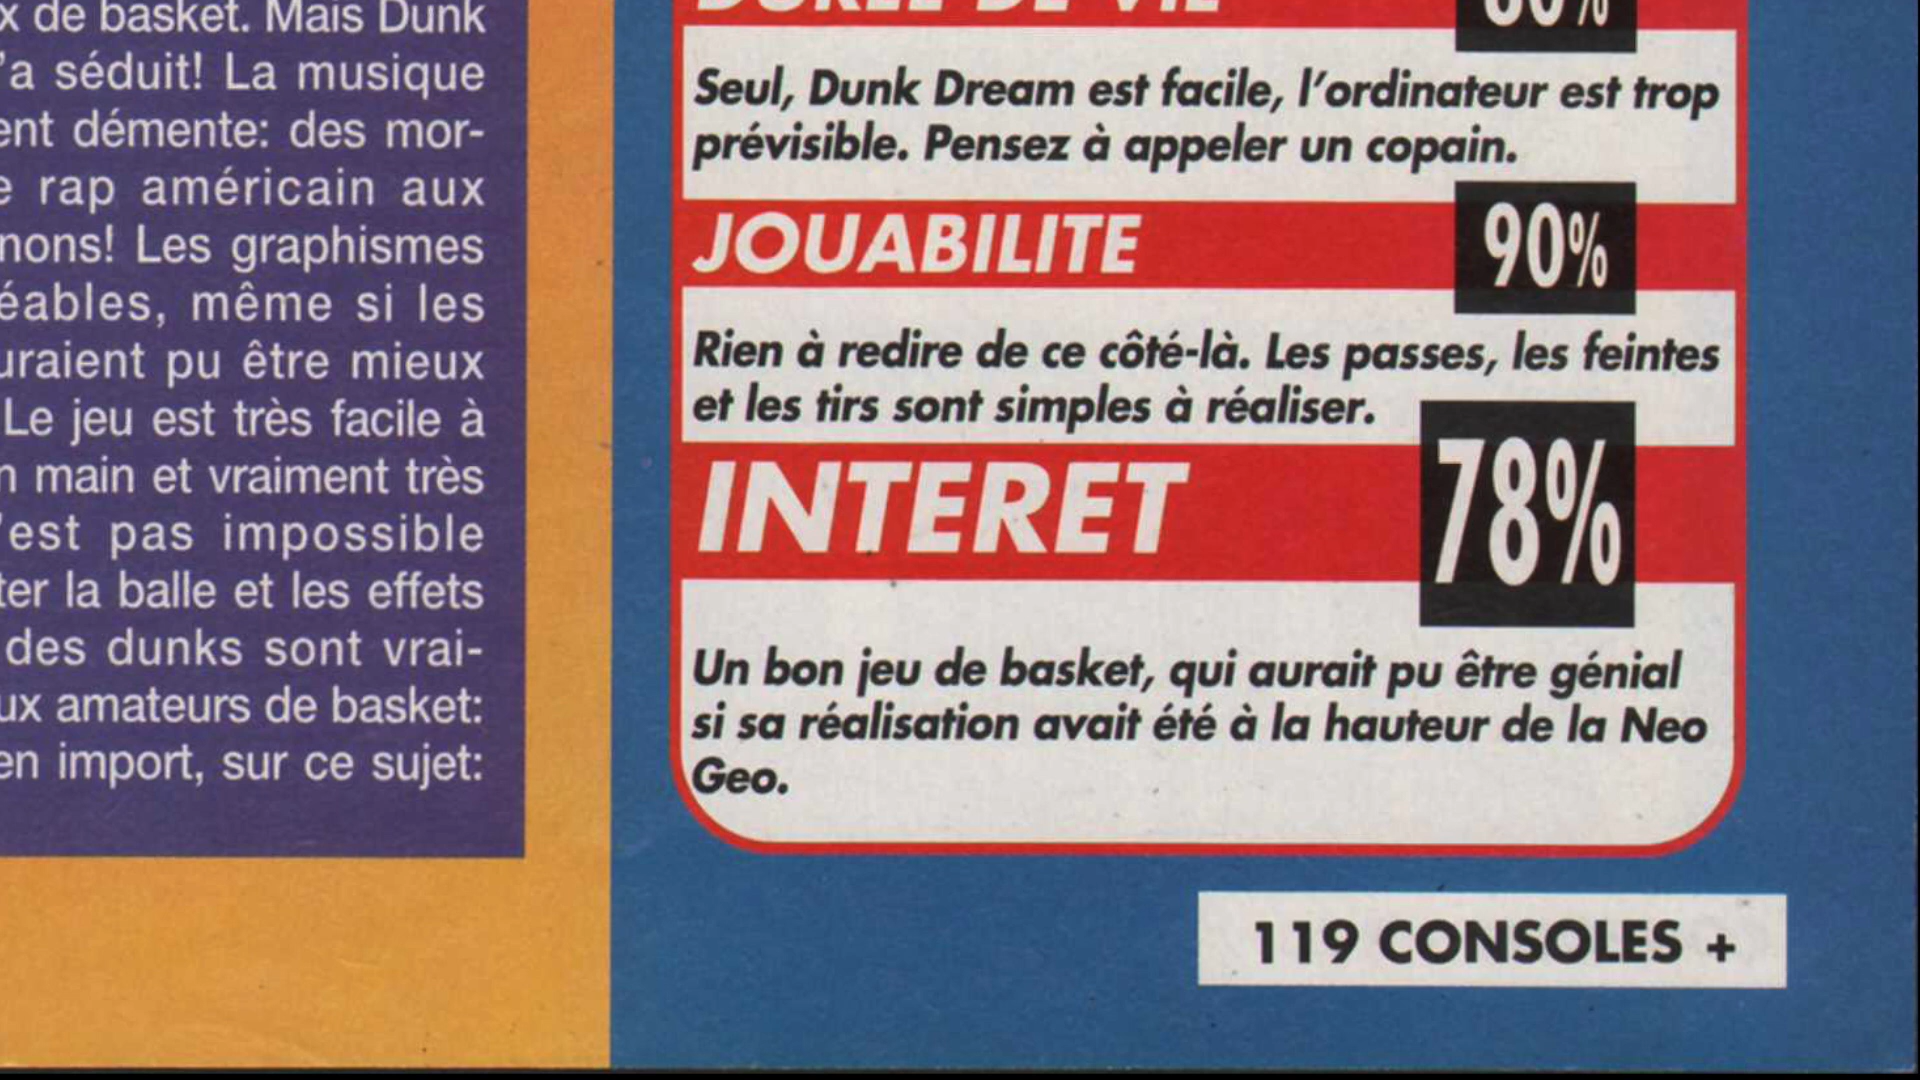 x de basket. Mais Dunk
'a séduit! La musique
ent démente: des mor-
e rap américain aux
nons! Les graphismes
éables, même si les
uraient pu être mieux
Le jeu est très facile à
n main et vraiment très
'est pas impossible
ter la balle et les effets
des dunks sont vrai-
ux amateurs de basket:
en import, sur ce sujet:
DUREE DE VIE
Seul, Dunk Dream est facile, l'ordinateur est trop
prévisible. Pensez à appeler un copain.
JOUABILITE 90%
Rien à redire de ce côté-là. Les passes, les feintes
et les tirs sont simples à réaliser.
INTERET 78%
Un bon jeu de basket, qui aurait pu être génial
si sa réalisation avait été à la hauteur de la Neo
Geo.
119 CONSOLES +